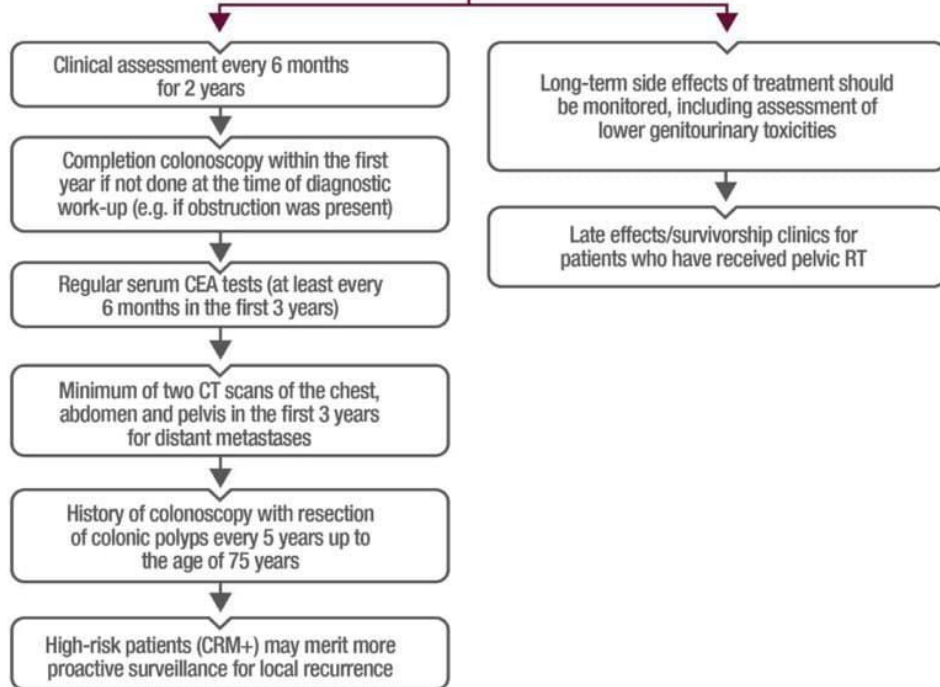 Clinical assessment every 6 months
for 2 years
Completion colonoscopy within the first
year if not done at the time of diagnostic
work-up (e.g. if obstruction was present)
Regular serum CEA tests (at least every
6 months in the first 3 years)
Minimum of two CT scans of the chest,
abdomen and pelvis in the first 3 years
for distant metastases
History of colonoscopy with resection
of colonic polyps every 5 years up to
the age of 75 years
High-risk patients (CRM+) may merit more
proactive surveillance for local recurrence
Long-term side effects of treatment should
be monitored, including assessment of
lower genitourinary toxicities
Late effects/survivorship clinics for
patients who have received pelvic RT